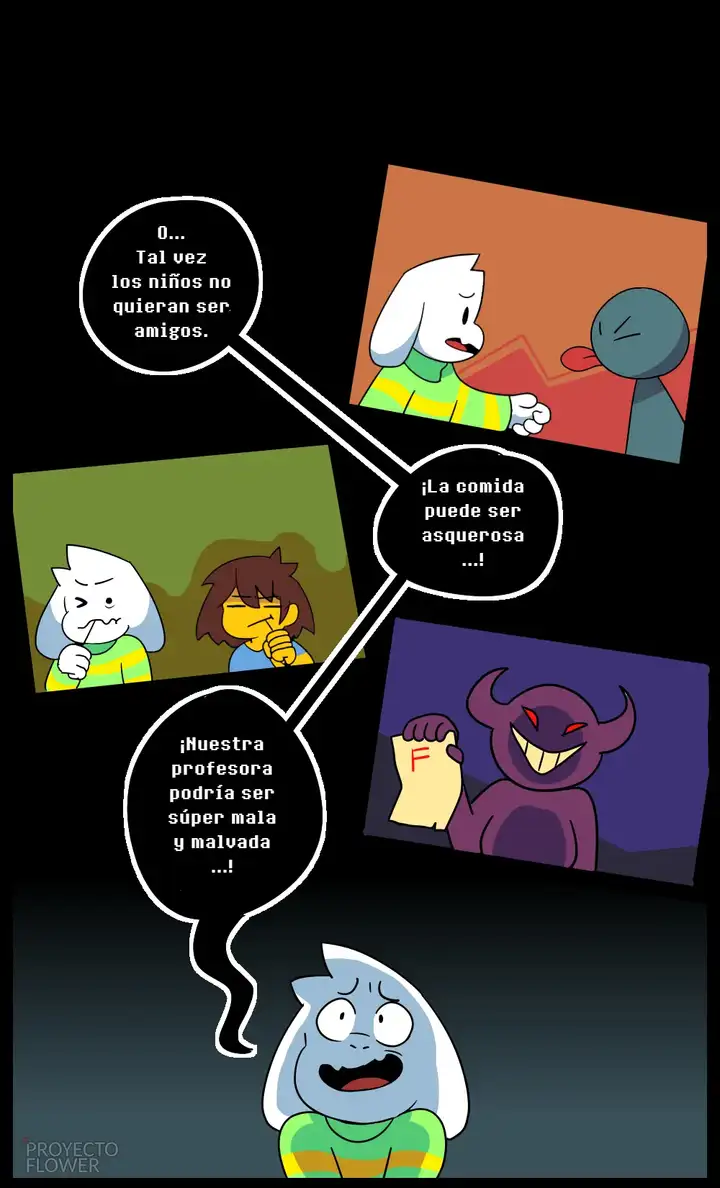 O...
Tal vez
los niños no
quieran ser
amigos.
¡La comida
puede ser
asquerosa
...!
F
¡Nuestra
profesora
podría ser
súper mala
y malvada
...!
PROYECTO
FLOWER